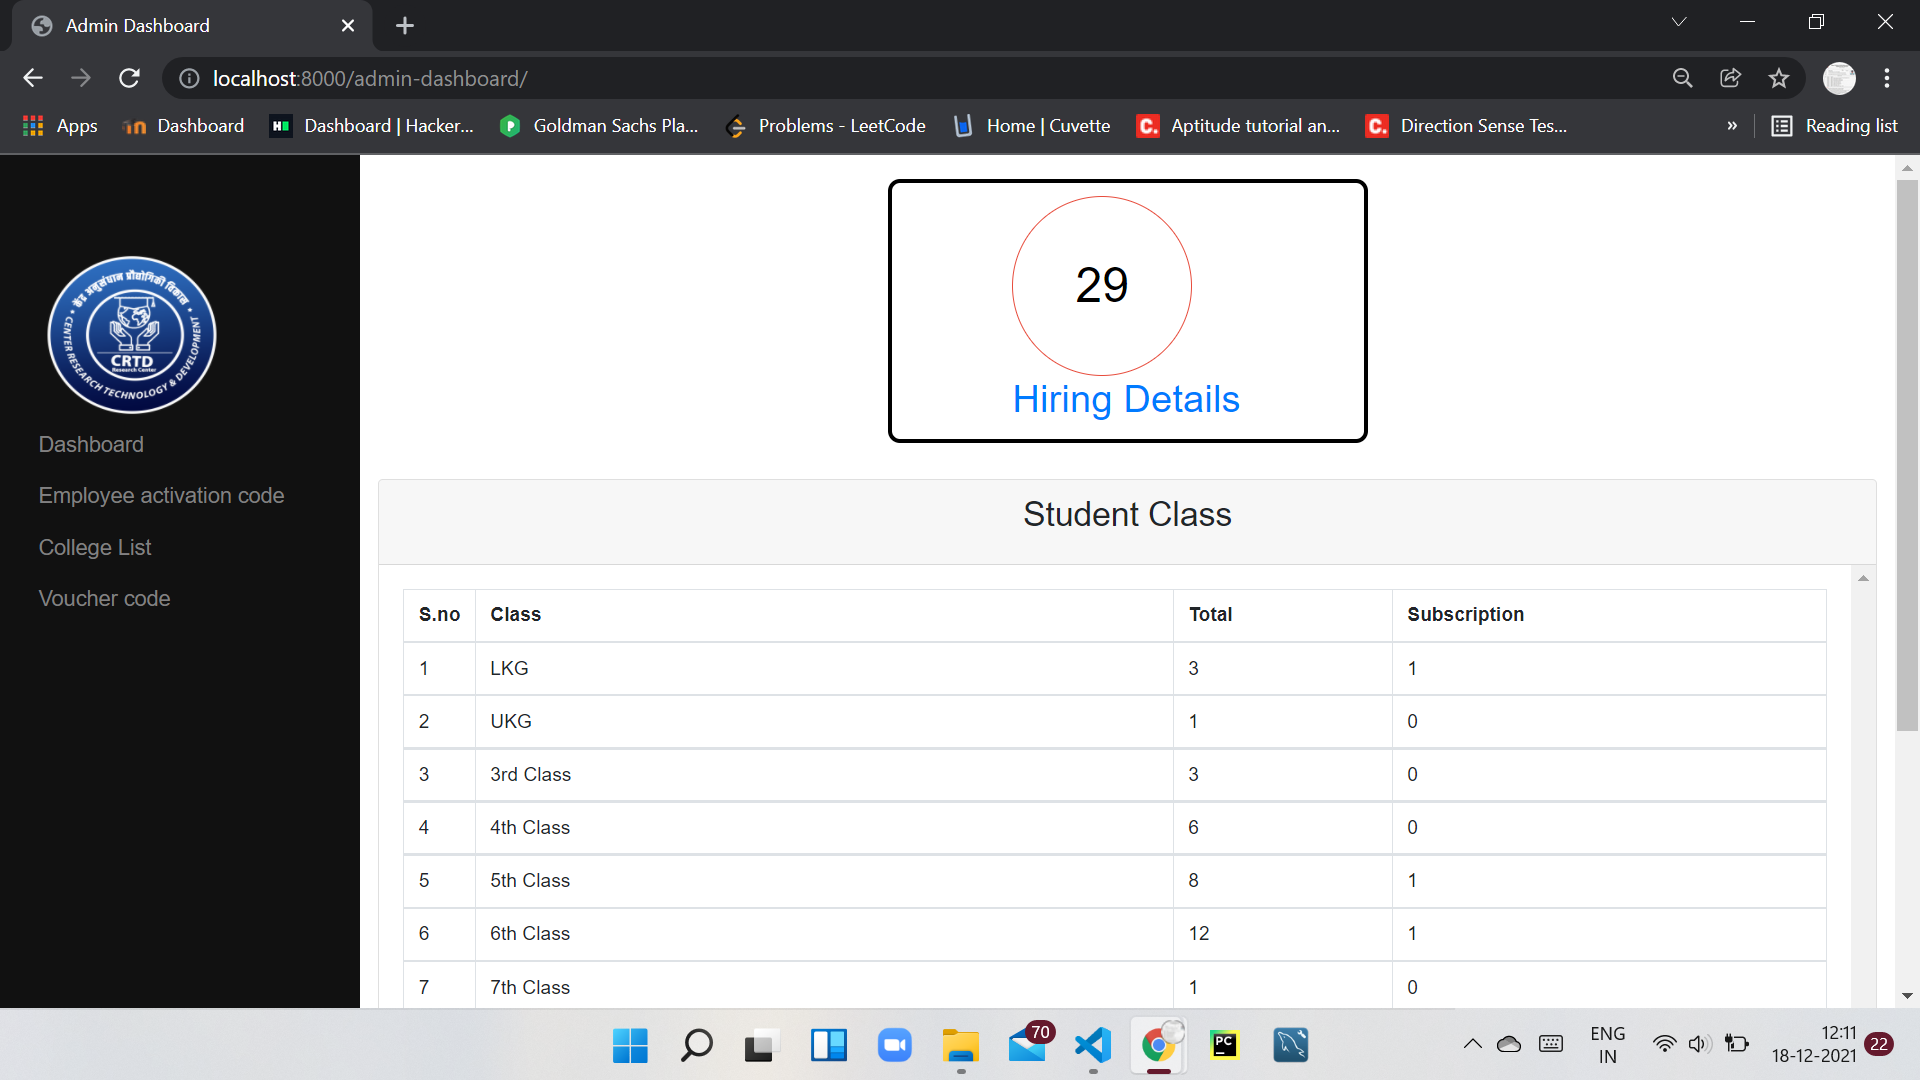 Admin Dashboard
localhost:8000/admin-dashboard/
Apps
Dashboard
Dashboard | Hacker...
Goldman Sachs Pla...
Problems - LeetCode
Home | Cuvette
Aptitude tutorial an...
Direction Sense Tes...
»
Reading list
केंद्र अनुसंधान प्रौद्योगिकी विकास
CRTD
Research Center
CENTER RESEARCH TECHNOLOGY & DEVELOPMENT
Dashboard
Employee activation code
College List
Voucher code
29
Hiring Details
Student Class
S.no Class Total Subscription
1 LKG 3 1
2 UKG 1 0
3 3rd Class 3 0
4 4th Class 6 0
5 5th Class 8 1
6 6th Class 12 1
7 7th Class 1 0
70
PC
ENG
IN
12:11
18-12-2021
22